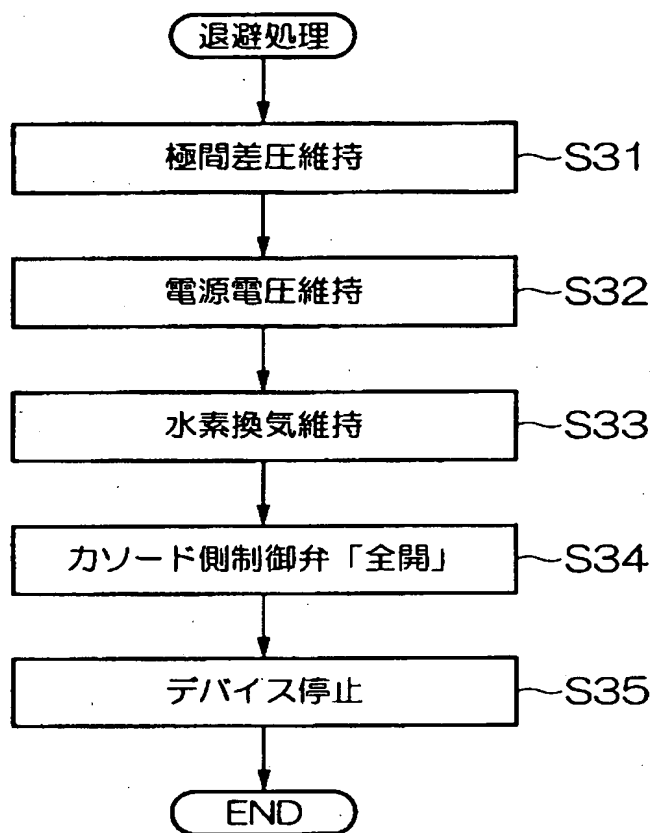 退避処理
極間差圧維持 S31
電源電圧維持 S32
水素換気維持 S33
カソード側制御弁「全開」 S34
デバイス停止 S35
END